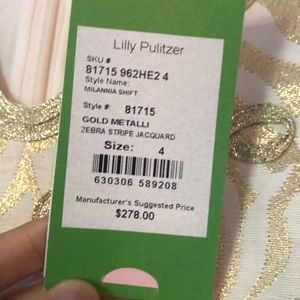 Lilly Pulitzer
SKU #
81715 962HE2 4
Style Name:
MILANNIA SHIFT
Style #: 81715
GOLD METALLI
ZEBRA STRIPE JACQUARD
Size: 4
630306 589208
Manufacturer's Suggested Price
$278.00